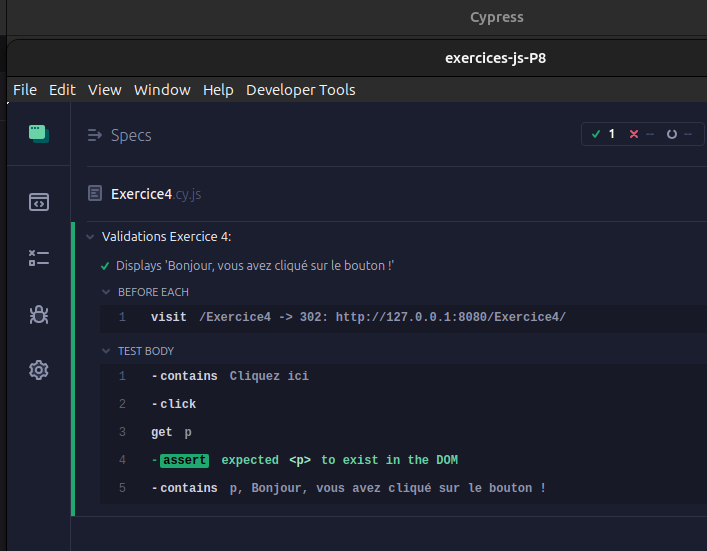 Cypress
exercices-js-P8
File Edit View Window Help Developer Tools
Specs
1 -- --
Exercice4.cy.js
Validations Exercice 4:
Displays 'Bonjour, vous avez cliqué sur le bouton !'
BEFORE EACH
1 visit /Exercice4 -> 302: http://127.0.0.1:8080/Exercice4/
TEST BODY
1 -contains Cliquez ici
2 -click
3 get p
4 -assert expected <p> to exist in the DOM
5 -contains p, Bonjour, vous avez cliqué sur le bouton !